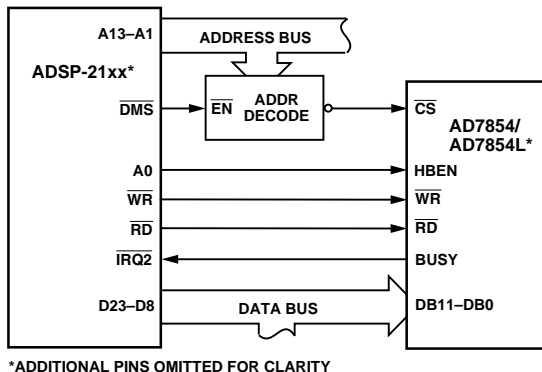 A13–A1
ADDRESS BUS
ADSP-21xx*
DMS
EN
ADDR
DECODE
CS
AD7854/
AD7854L*
A0
HBEN
WR
WR
RD
RD
IRQ2
BUSY
D23–D8
DATA BUS
DB11–DB0
*ADDITIONAL PINS OMITTED FOR CLARITY